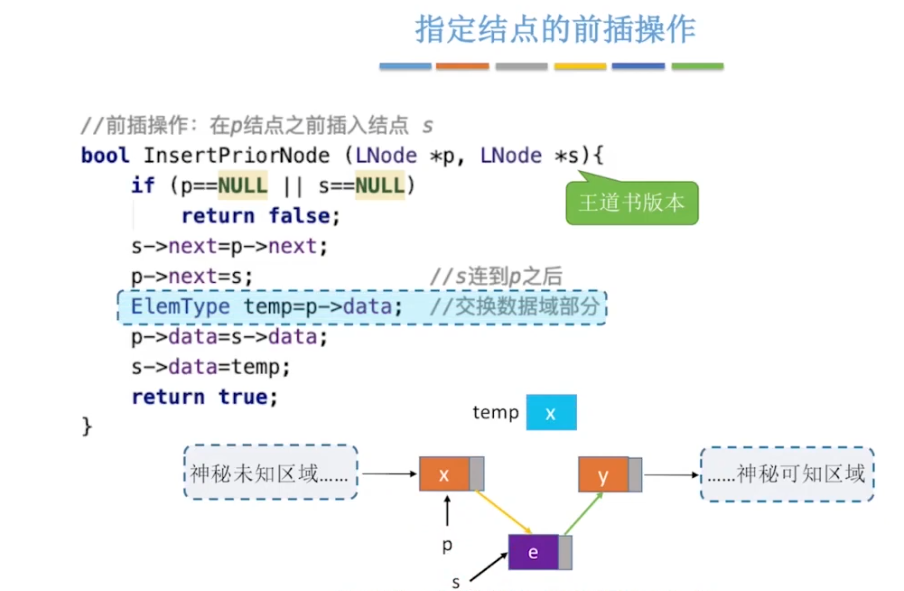 指定结点的前插操作
//前插操作：在p结点之前插入结点 s
bool InsertPriorNode (LNode *p, LNode *s){
if (p==NULL || s==NULL)
return false;
王道书版本
s->next=p->next;
p->next=s; //s连到p之后
ElemType temp=p->data; //交换数据域部分
p->data=s->data;
s->data=temp;
return true;
}
temp x
神秘未知区域…… x y ……神秘可知区域
p e
s